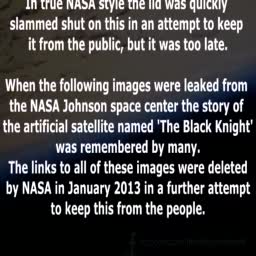 In true NASA style the lid was quickly
slammed shut on this in an attempt to keep
it from the public, but it was too late.
When the following images were leaked from
the NASA Johnson space center the story of
the artificial satellite named 'The Black Knight'
was remembered by many.
The links to all of these images were deleted
by NASA in January 2013 in a further attempt
to keep this from the people.